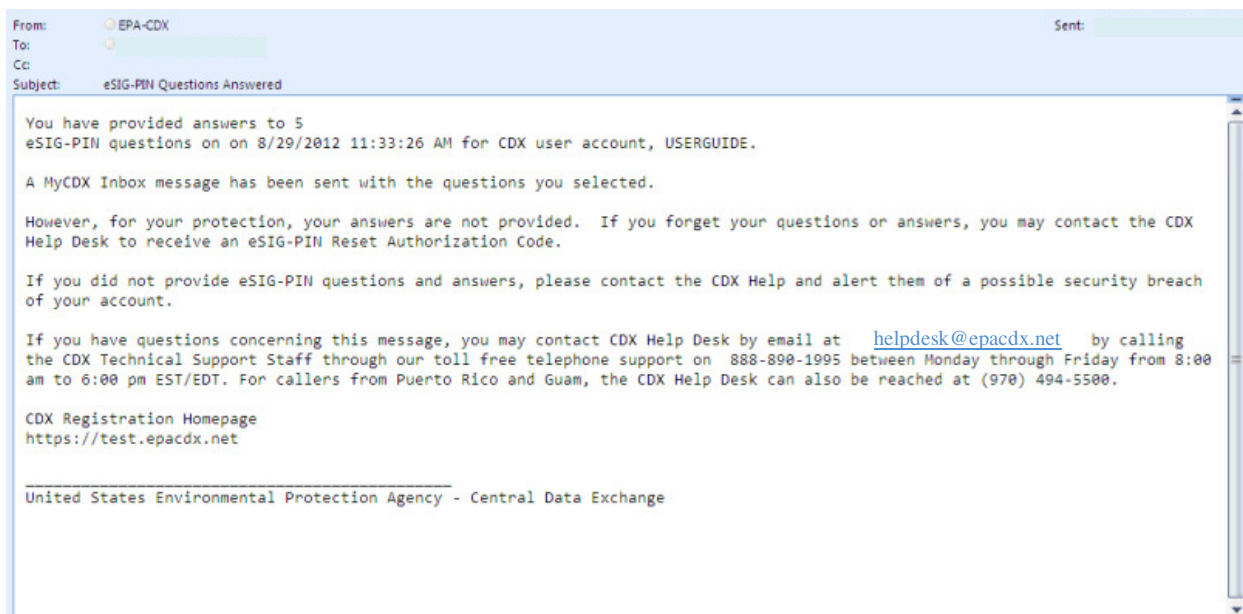 From: EPA-CDX Sent:
To:
Cc:
Subject: eSIG-PIN Questions Answered
You have provided answers to 5
eSIG-PIN questions on on 8/29/2012 11:33:26 AM for CDX user account, USERGUIDE.
A MyCDX Inbox message has been sent with the questions you selected.
However, for your protection, your answers are not provided. If you forget your questions or answers, you may contact the CDX
Help Desk to receive an eSIG-PIN Reset Authorization Code.
If you did not provide eSIG-PIN questions and answers, please contact the CDX Help and alert them of a possible security breach
of your account.
If you have questions concerning this message, you may contact CDX Help Desk by email at helpdesk@epacdx.net by calling
the CDX Technical Support Staff through our toll free telephone support on 888-890-1995 between Monday through Friday from 8:00
am to 6:00 pm EST/EDT. For callers from Puerto Rico and Guam, the CDX Help Desk can also be reached at (970) 494-5500.
CDX Registration Homepage
https://test.epacdx.net
United States Environmental Protection Agency - Central Data Exchange